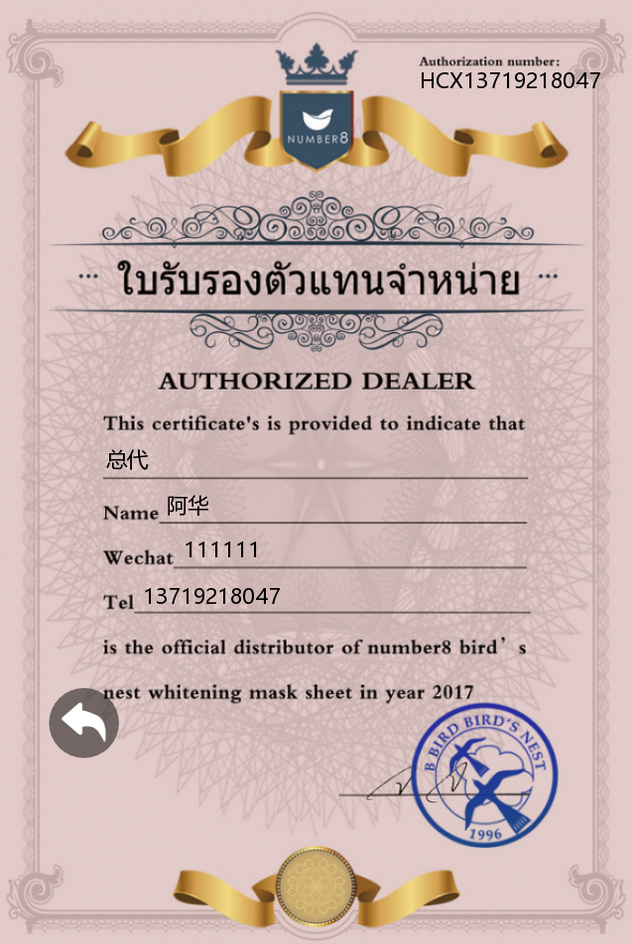 Authorization number:
HCX13719218047
NUMBER8
··· ใบรับรองตัวแทนจำหน่าย ···
AUTHORIZED DEALER
This certificate's is provided to indicate that
总代
Name 阿华
Wechat 111111
Tel 13719218047
is the official distributor of number8 bird’s
nest whitening mask sheet in year 2017
B BIRD BIRD'S NEST
1996